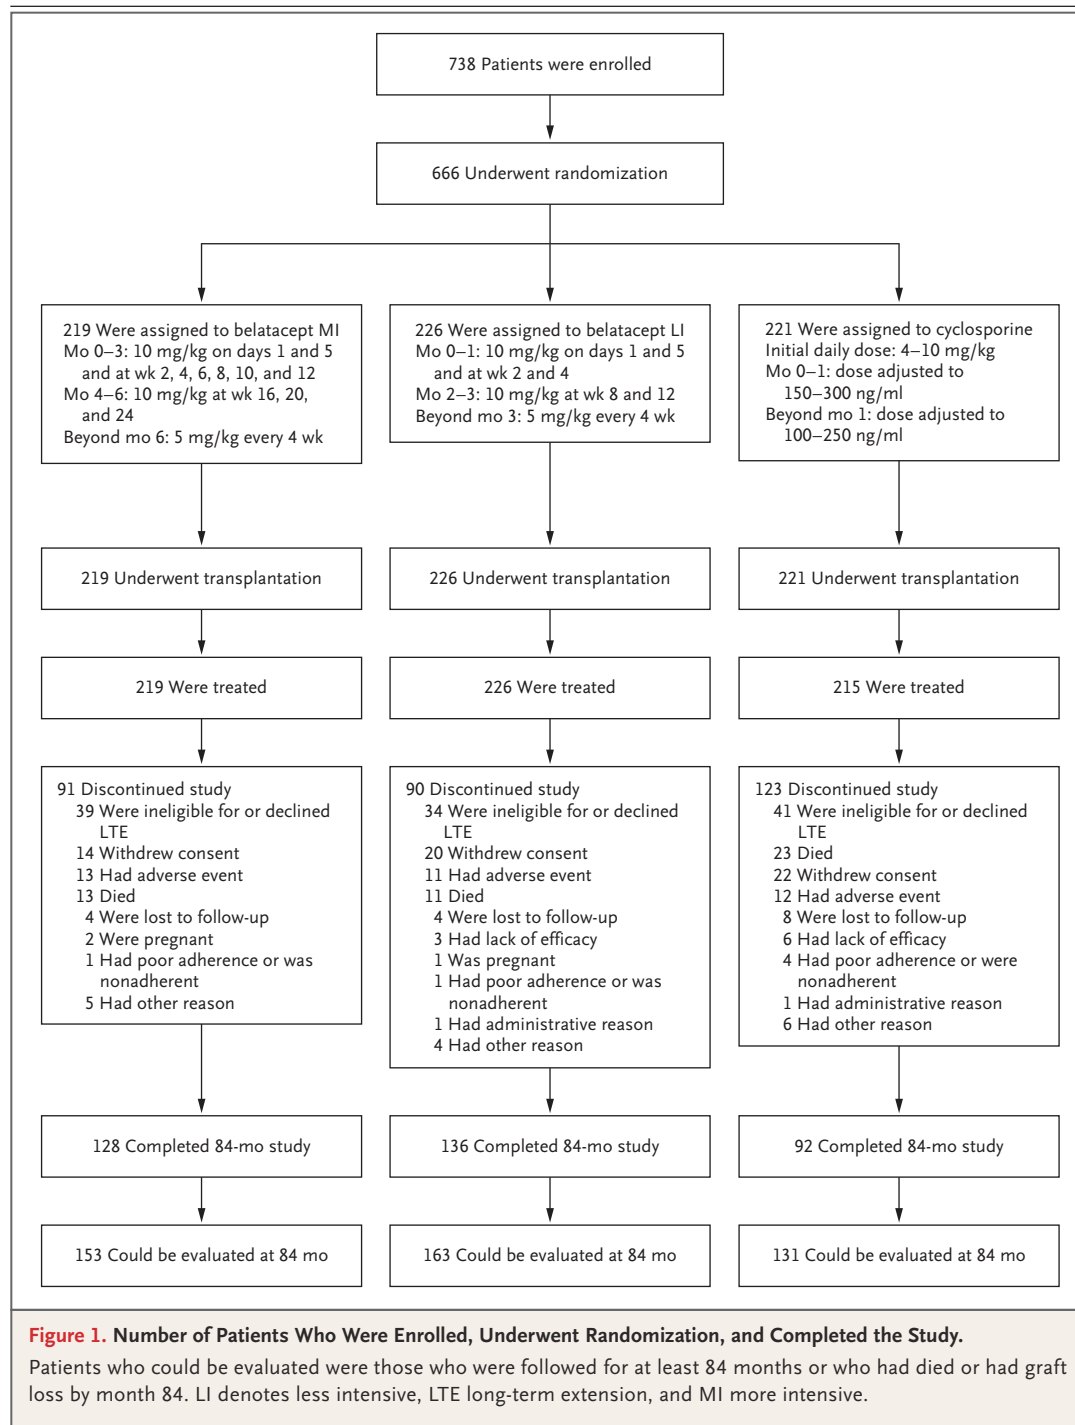 738 Patients were enrolled
666 Underwent randomization
219 Were assigned to belatacept MI
Mo 0–3: 10 mg/kg on days 1 and 5
and at wk 2, 4, 6, 8, 10, and 12
Mo 4–6: 10 mg/kg at wk 16, 20,
and 24
Beyond mo 6: 5 mg/kg every 4 wk
226 Were assigned to belatacept LI
Mo 0–1: 10 mg/kg on days 1 and 5
and at wk 2 and 4
Mo 2–3: 10 mg/kg at wk 8 and 12
Beyond mo 3: 5 mg/kg every 4 wk
221 Were assigned to cyclosporine
Initial daily dose: 4–10 mg/kg
Mo 0–1: dose adjusted to
150–300 ng/ml
Beyond mo 1: dose adjusted to
100–250 ng/ml
219 Underwent transplantation
226 Underwent transplantation
221 Underwent transplantation
219 Were treated
226 Were treated
215 Were treated
91 Discontinued study
39 Were ineligible for or declined
LTE
14 Withdrew consent
13 Had adverse event
13 Died
4 Were lost to follow-up
2 Were pregnant
1 Had poor adherence or was
nonadherent
5 Had other reason
90 Discontinued study
34 Were ineligible for or declined
LTE
20 Withdrew consent
11 Had adverse event
11 Died
4 Were lost to follow-up
3 Had lack of efficacy
1 Was pregnant
1 Had poor adherence or was
nonadherent
1 Had administrative reason
4 Had other reason
123 Discontinued study
41 Were ineligible for or declined
LTE
23 Died
22 Withdrew consent
12 Had adverse event
8 Were lost to follow-up
6 Had lack of efficacy
4 Had poor adherence or were
nonadherent
1 Had administrative reason
6 Had other reason
128 Completed 84-mo study
136 Completed 84-mo study
92 Completed 84-mo study
153 Could be evaluated at 84 mo
163 Could be evaluated at 84 mo
131 Could be evaluated at 84 mo
Figure 1. Number of Patients Who Were Enrolled, Underwent Randomization, and Completed the Study.
Patients who could be evaluated were those who were followed for at least 84 months or who had died or had graft
loss by month 84. LI denotes less intensive, LTE long-term extension, and MI more intensive.